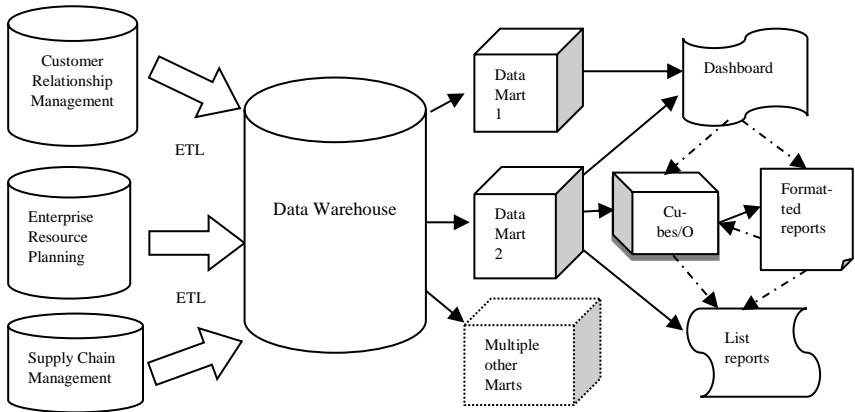 Customer
Relationship
Management
ETL
Enterprise
Resource
Planning
ETL
Supply Chain
Management
Data Warehouse
Data
Mart
1
Data
Mart
2
Multiple
other
Marts
Dashboard
Cu-
bes/O
Format-
ted
reports
List
reports